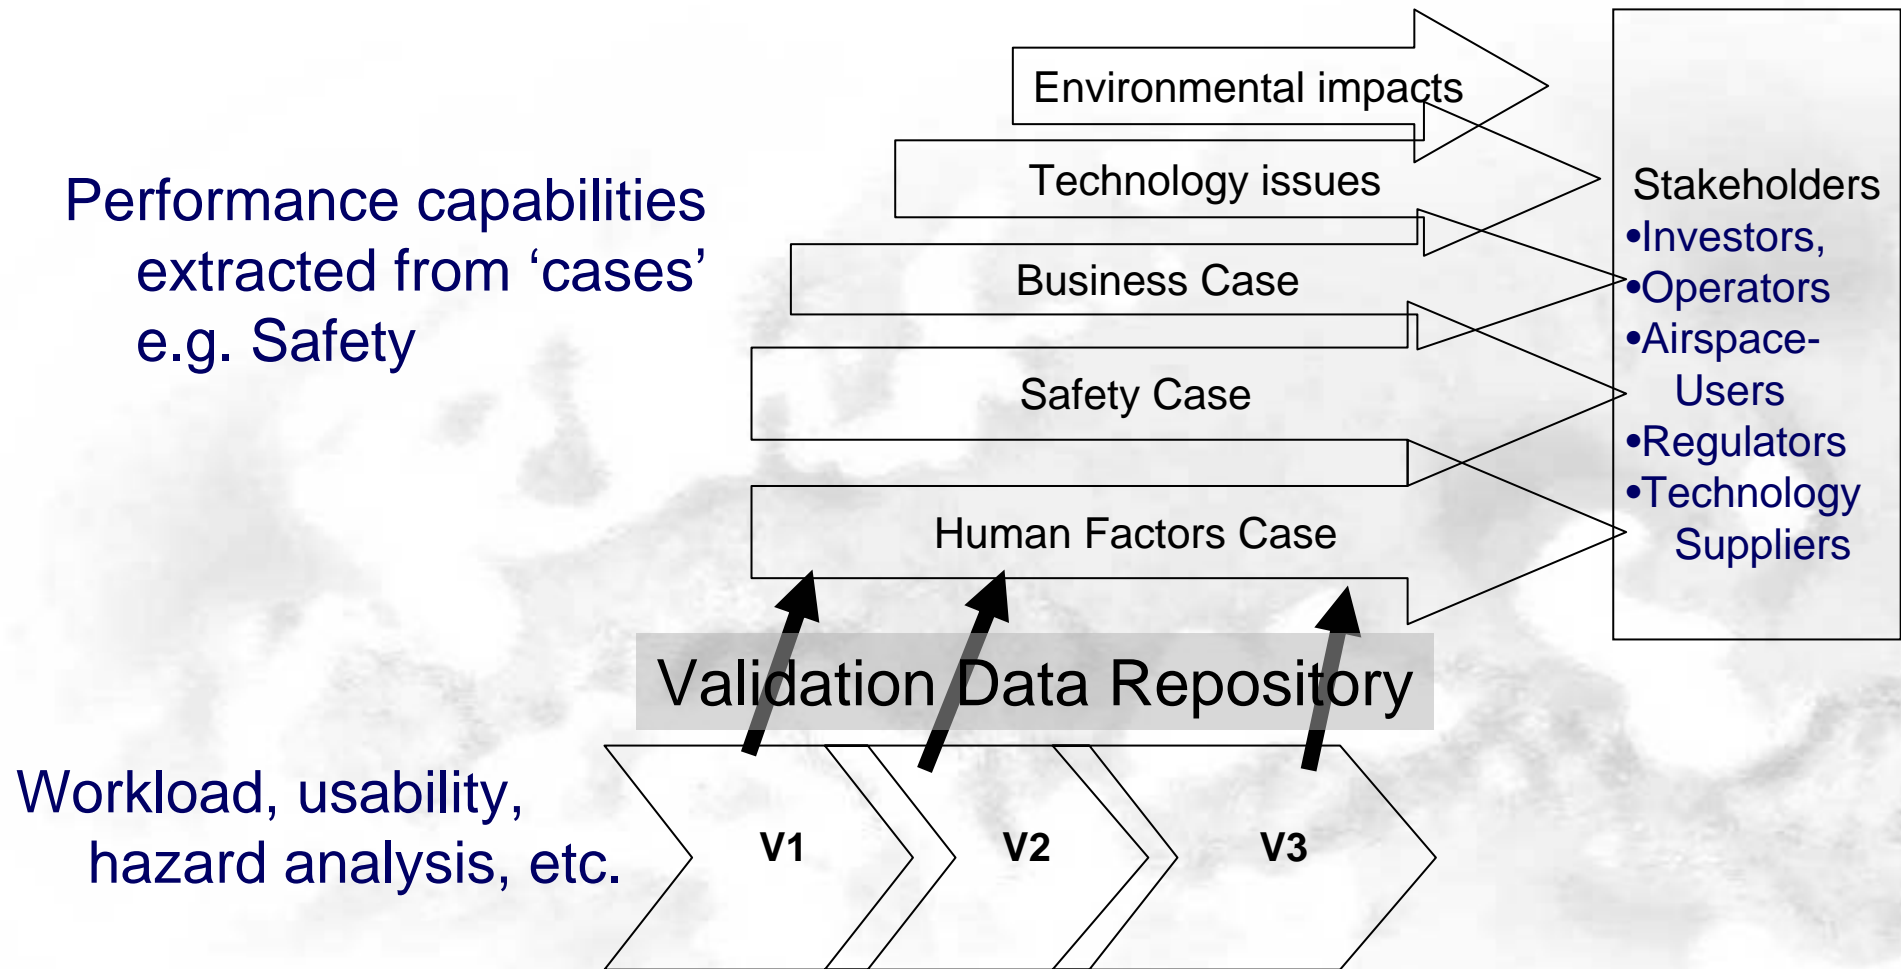 Environmental impacts
Technology issues
Business Case
Safety Case
Human Factors Case
Performance capabilities
extracted from ‘cases’
e.g. Safety
Stakeholders
•Investors,
•Operators
•Airspace-
Users
•Regulators
•Technology
Suppliers
Validation Data Repository
Workload, usability,
hazard analysis, etc.
V1
V2
V3